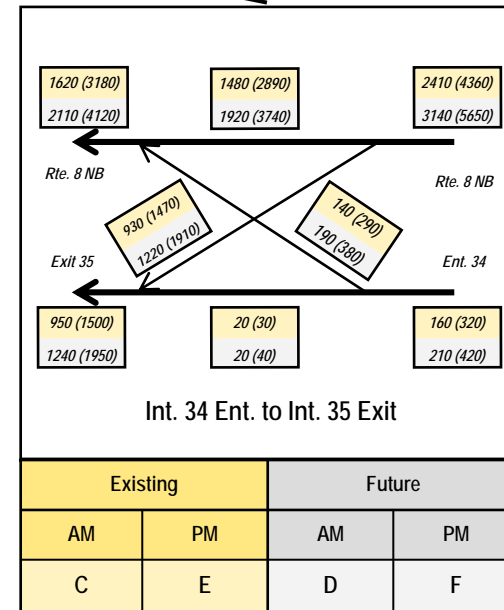 1620 (3180)
2110 (4120)
1480 (2890)
1920 (3740)
2410 (4360)
3140 (5650)
Rte. 8 NB
Rte. 8 NB
930 (1470)
1220 (1910)
140 (290)
190 (380)
Exit 35
Ent. 34
950 (1500)
1240 (1950)
20 (30)
20 (40)
160 (320)
210 (420)
Int. 34 Ent. to Int. 35 Exit
Existing Future
AM PM AM PM
C E D F